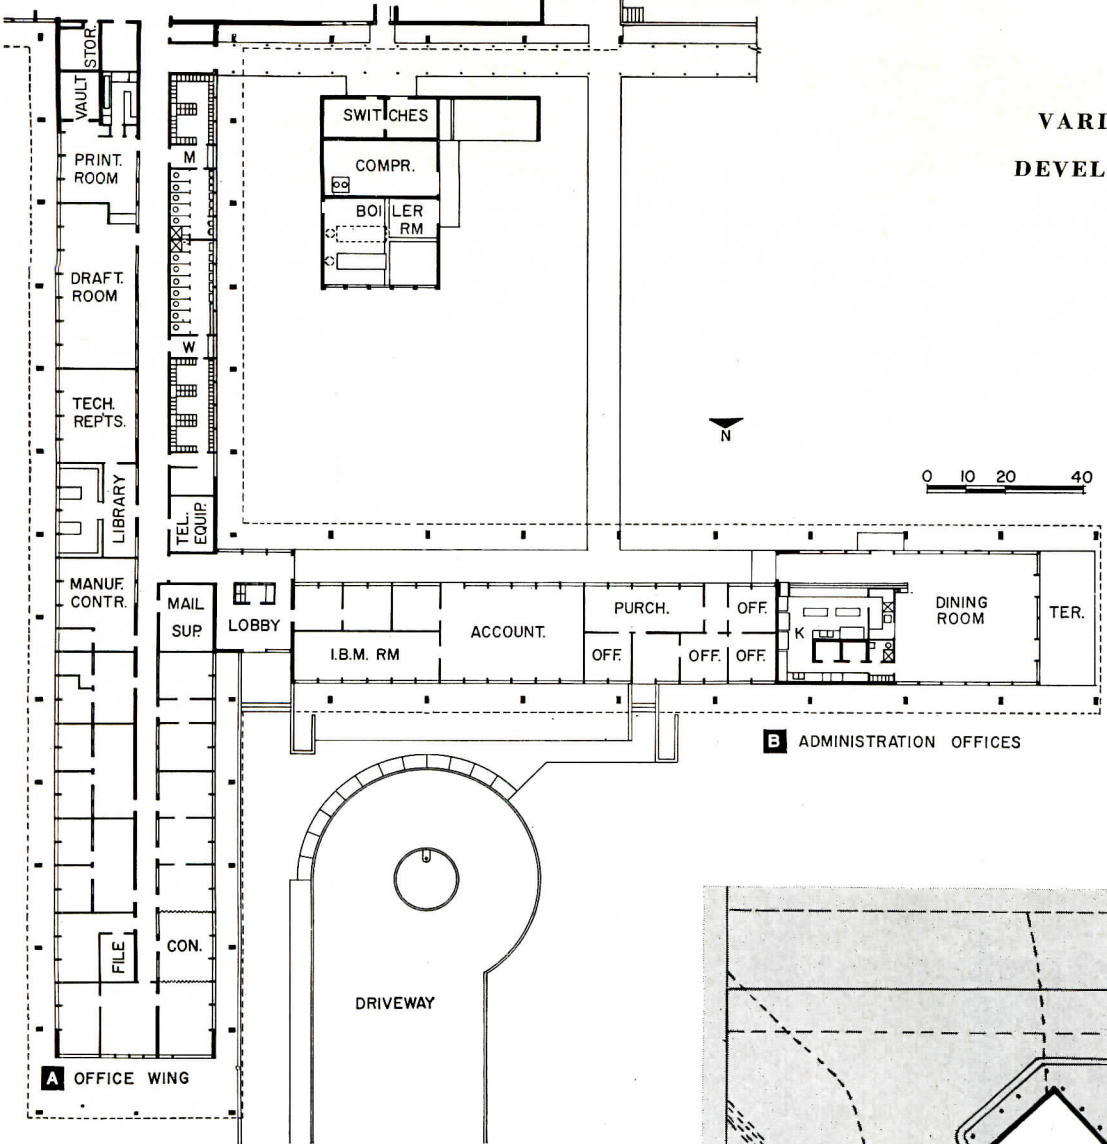 STOR.
VAULT
SWITCHES
VARI
DEVEL
PRINT.
ROOM
M
COMPR.
BOILER
RM
DRAFT.
ROOM
W
TECH.
REP'TS.
N
LIBRARY
TEL.
EQUIP.
0 10 20 40
MANUF.
CONTR.
MAIL
SUP.
LOBBY
I.B.M. RM
ACCOUNT.
PURCH.
OFF.
OFF.
OFF.
OFF.
K
DINING
ROOM
TER.
B ADMINISTRATION OFFICES
FILE
CON.
DRIVEWAY
A OFFICE WING